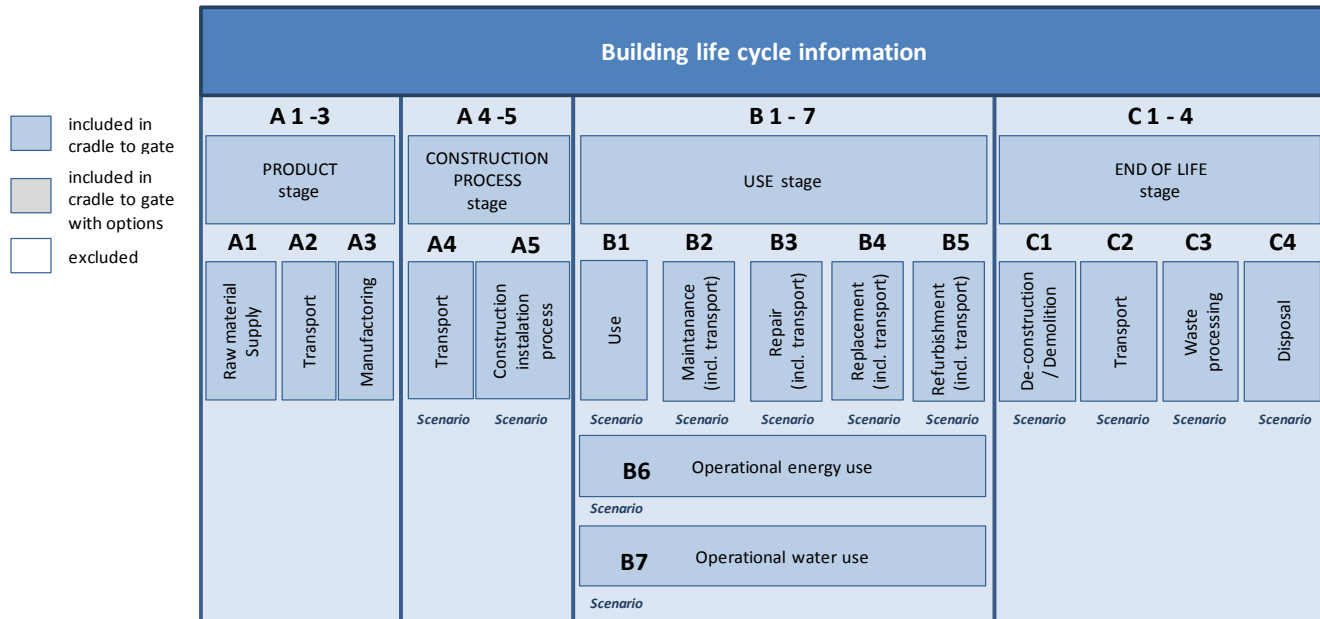 Building life cycle information
included in
cradle to gate
included in
cradle to gate
with options
excluded
A 1 -3
A 4 -5
B 1 - 7
C 1 - 4
PRODUCT
stage
CONSTRUCTION
PROCESS
stage
USE stage
END OF LIFE
stage
A1
A2
A3
A4
A5
B1
B2
B3
B4
B5
C1
C2
C3
C4
Raw material
Supply
Transport
Manufactoring
Transport
Construction
installation
process
Use
Maintanance
(incl. transport)
Repair
(incl. transport)
Replacement
(incl. transport)
Refurbishment
(incl. transport)
De-construction
/ Demolition
Transport
Waste
processing
Disposal
Scenario
Scenario
Scenario
Scenario
Scenario
Scenario
Scenario
Scenario
Scenario
Scenario
Scenario
B6
Operational energy use
Scenario
B7
Operational water use
Scenario